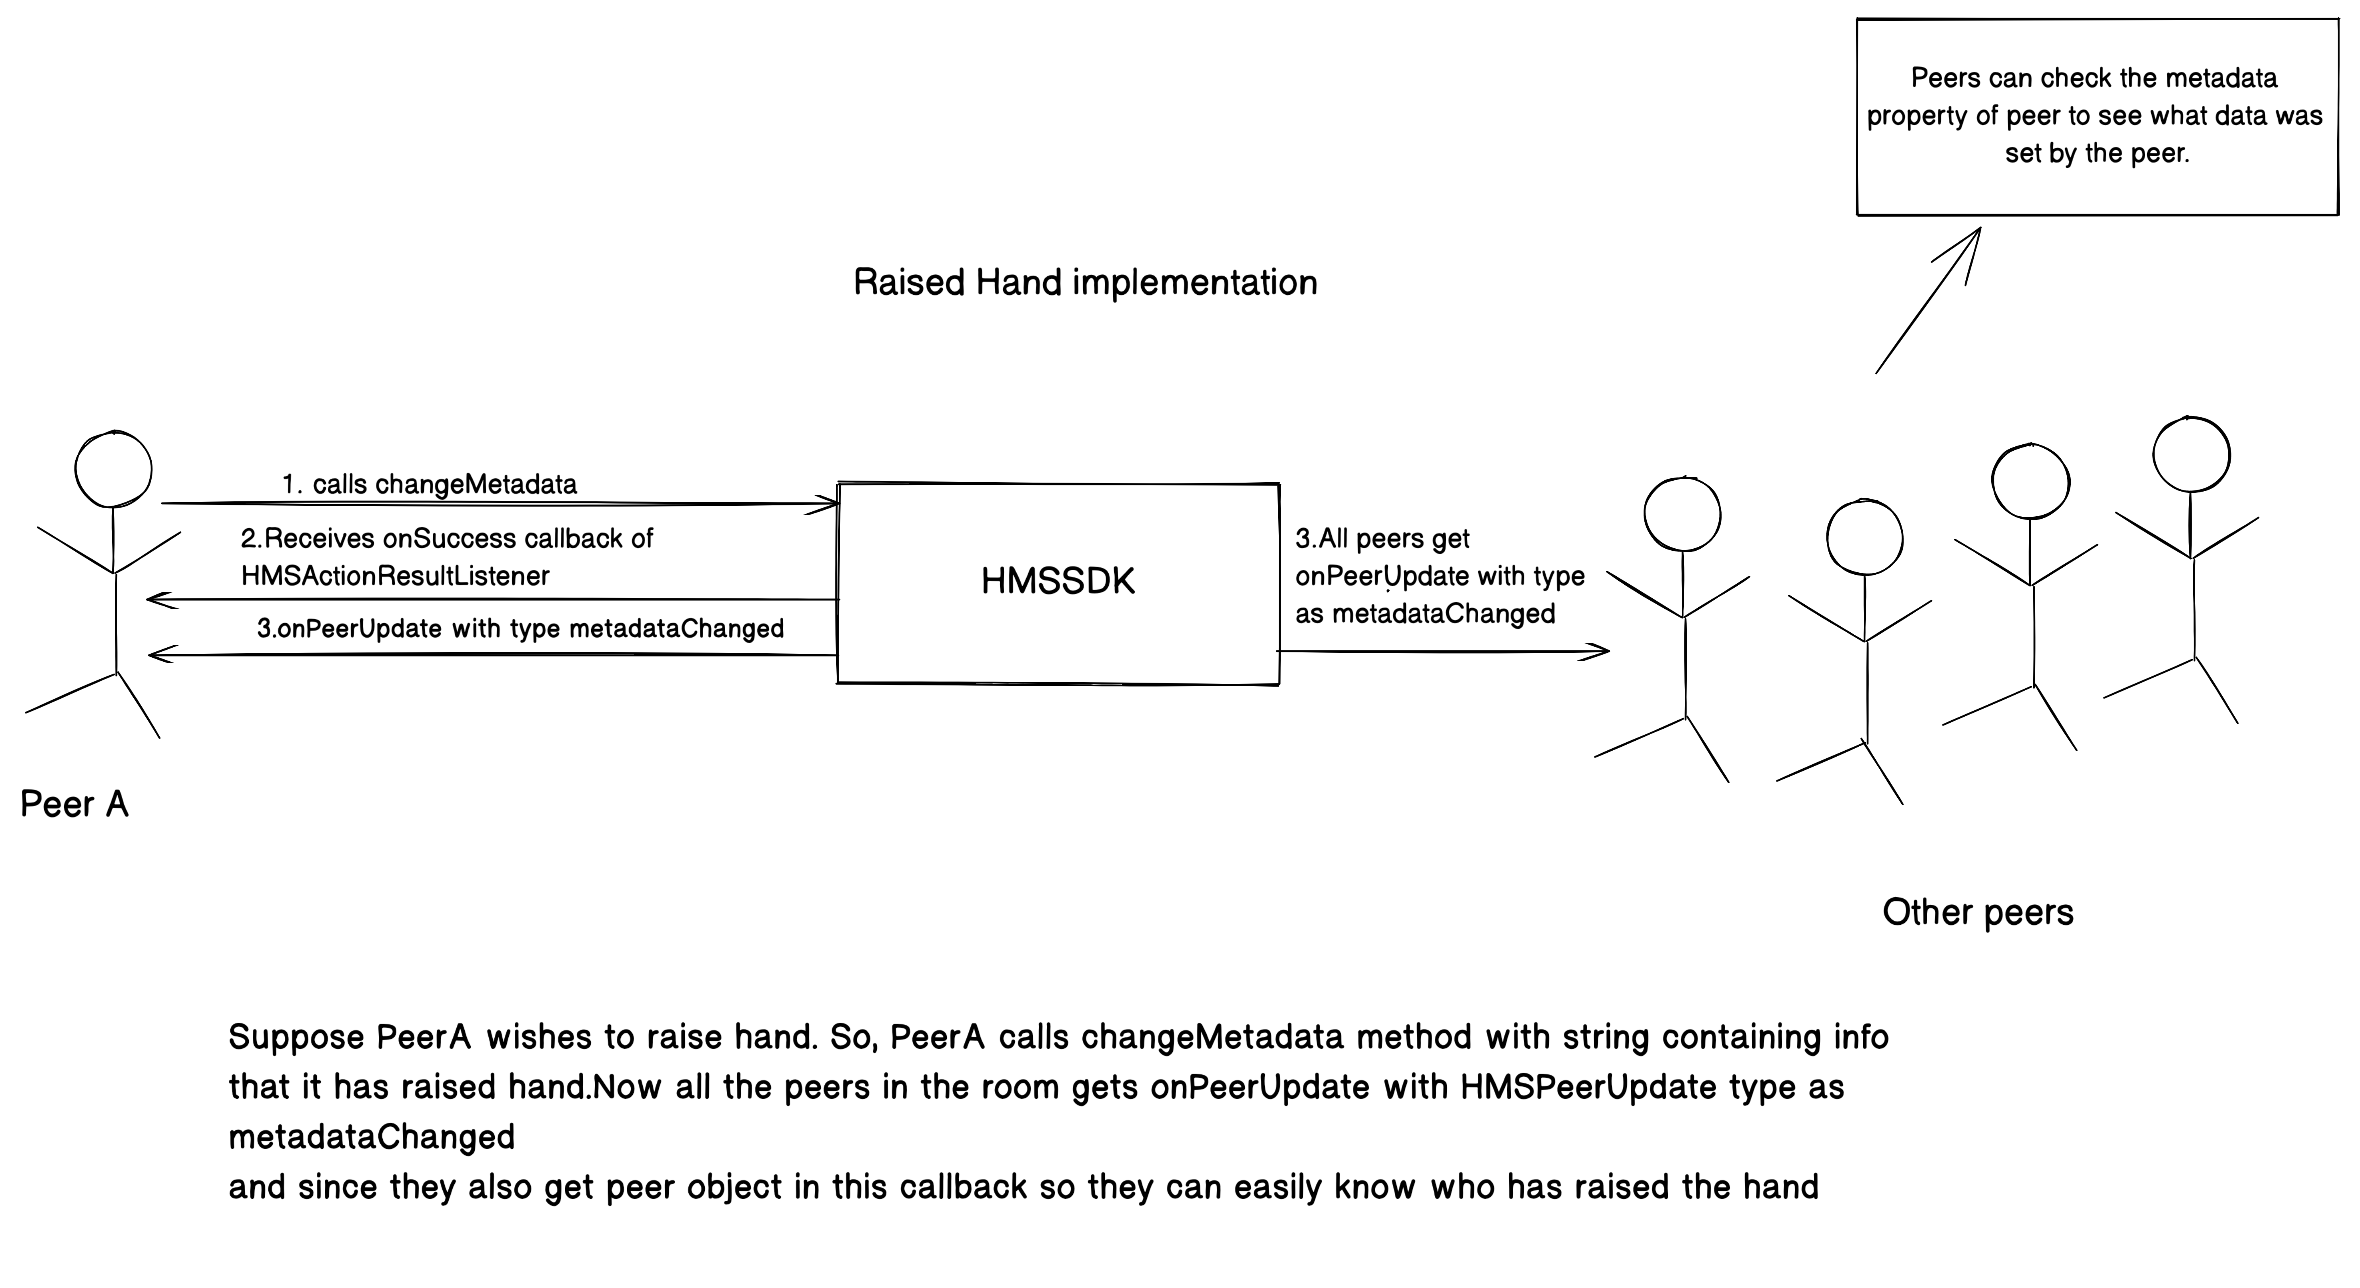 Peers can check the metadata
property of peer to see what data was
set by the peer.
Raised Hand implementation
1. calls changeMetadata
2.Receives onSuccess callback of
HMSActionResultListener
3.onPeerUpdate with type metadataChanged
HMSSDK
3.All peers get
onPeerUpdate with type
as metadataChanged
Peer A
Other peers
Suppose PeerA wishes to raise hand. So, PeerA calls changeMetadata method with string containing info
that it has raised hand.Now all the peers in the room gets onPeerUpdate with HMSPeerUpdate type as
metadataChanged
and since they also get peer object in this callback so they can easily know who has raised the hand